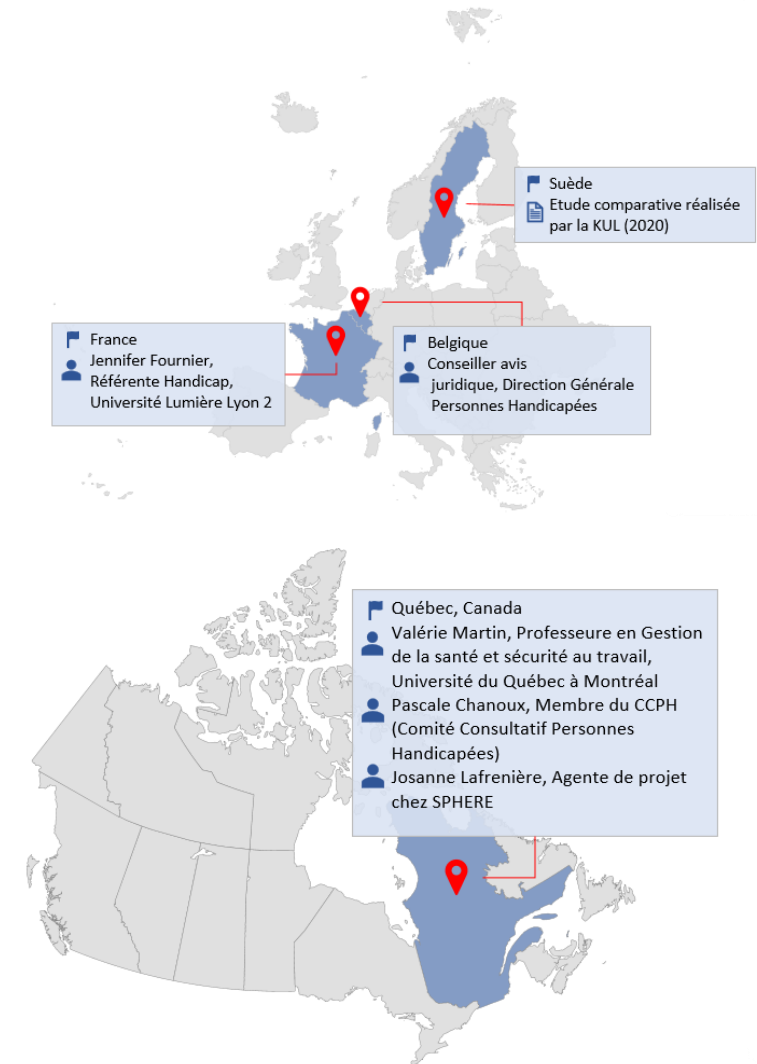 Suède
Etude comparative réalisée
par la KUL (2020)
France
Jennifer Fournier,
Référente Handicap,
Université Lumière Lyon 2
Belgique
Conseiller avis
juridique, Direction Générale
Personnes Handicapées
Québec, Canada
Valérie Martin, Professeure en Gestion
de la santé et sécurité au travail,
Université du Québec à Montréal
Pascale Chanoux, Membre du CCPH
(Comité Consultatif Personnes
Handicapées)
Josanne Lafrenière, Agente de projet
chez SPHERE